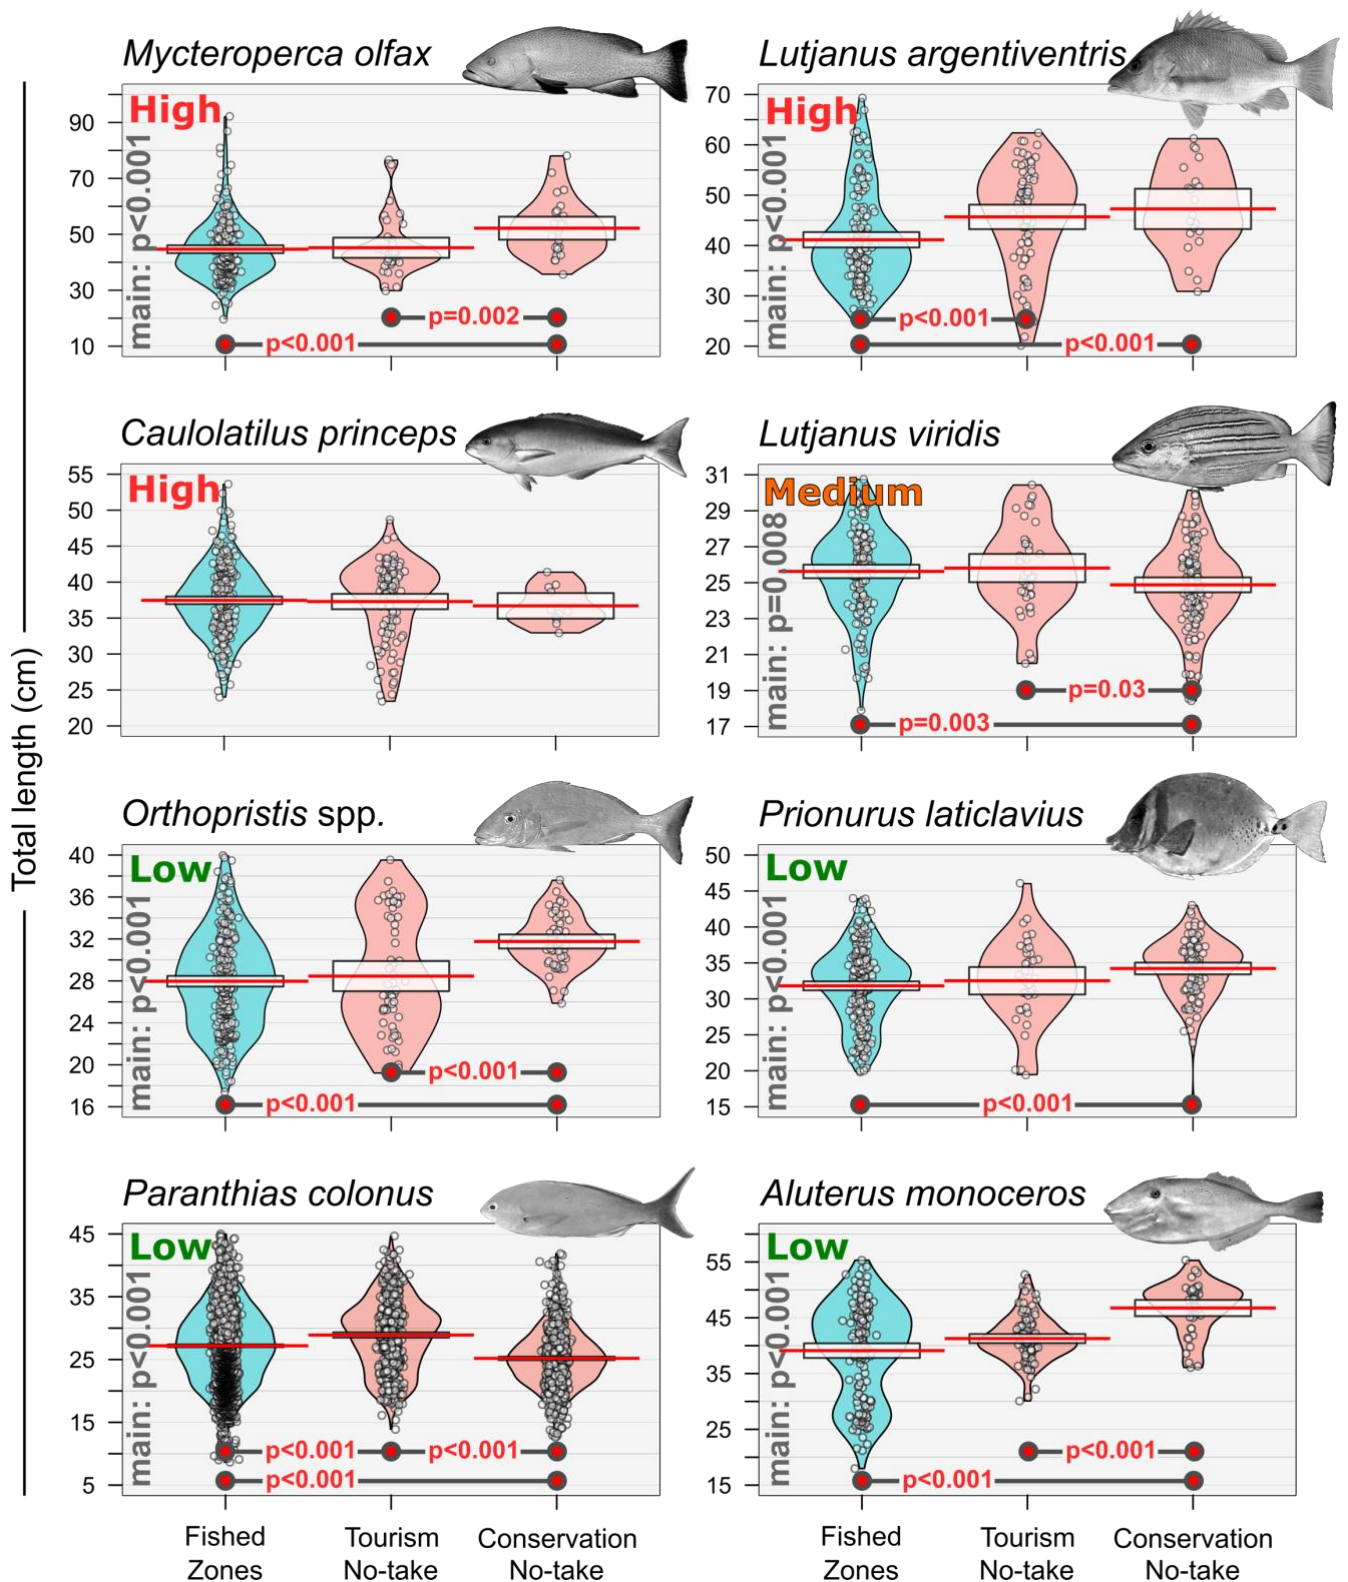 Total length (cm)
Mycteroperca olfax
High
main: p<0.001
90
70
50
30
10
p=0.002
p<0.001
Lutjanus argentiventris
High
main: p<0.001
70
60
50
40
30
20
p<0.001
p<0.001
Caulolatilus princeps
High
55
50
45
40
35
30
25
20
Lutjanus viridis
Medium
main: p=0.008
31
29
27
25
23
21
19
17
p=0.03
p=0.003
Orthopristis spp.
Low
main: p<0.001
40
36
32
28
24
20
16
p<0.001
p<0.001
Prionurus laticlavius
Low
main: p<0.001
50
45
40
35
30
25
20
15
p<0.001
Paranthias colonus
Low
main: p<0.001
45
35
25
15
5
p<0.001
p<0.001
p<0.001
Aluterus monoceros
Low
main: p<0.001
55
45
35
25
15
p<0.001
p<0.001
Fished
Zones
Tourism
No-take
Conservation
No-take
Fished
Zones
Tourism
No-take
Conservation
No-take